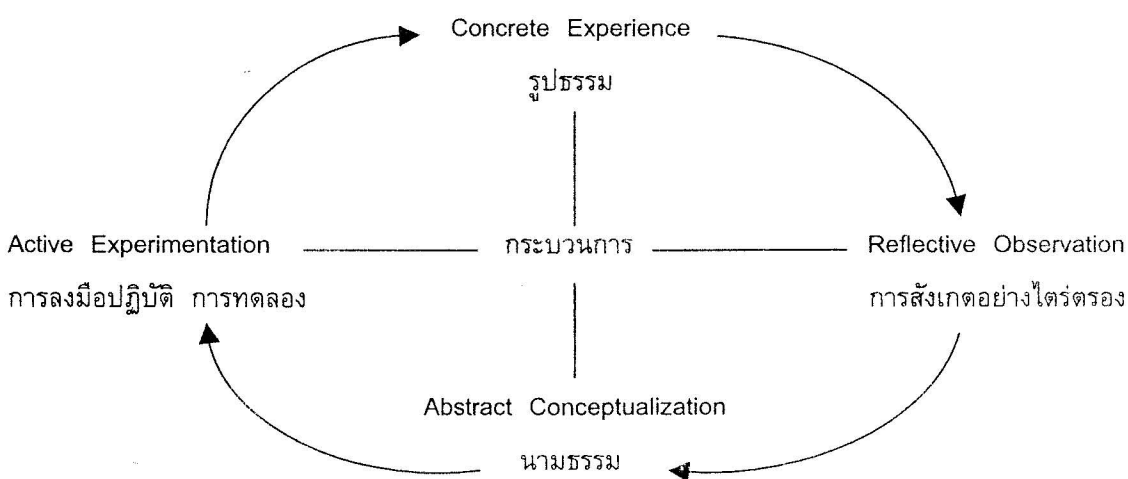 Concrete Experience
รูปธรรม
Active Experimentation
การลงมือปฏิบัติ การทดลอง
กระบวนการ
Reflective Observation
การสังเกตอย่างไตร่ตรอง
Abstract Conceptualization
นามธรรม